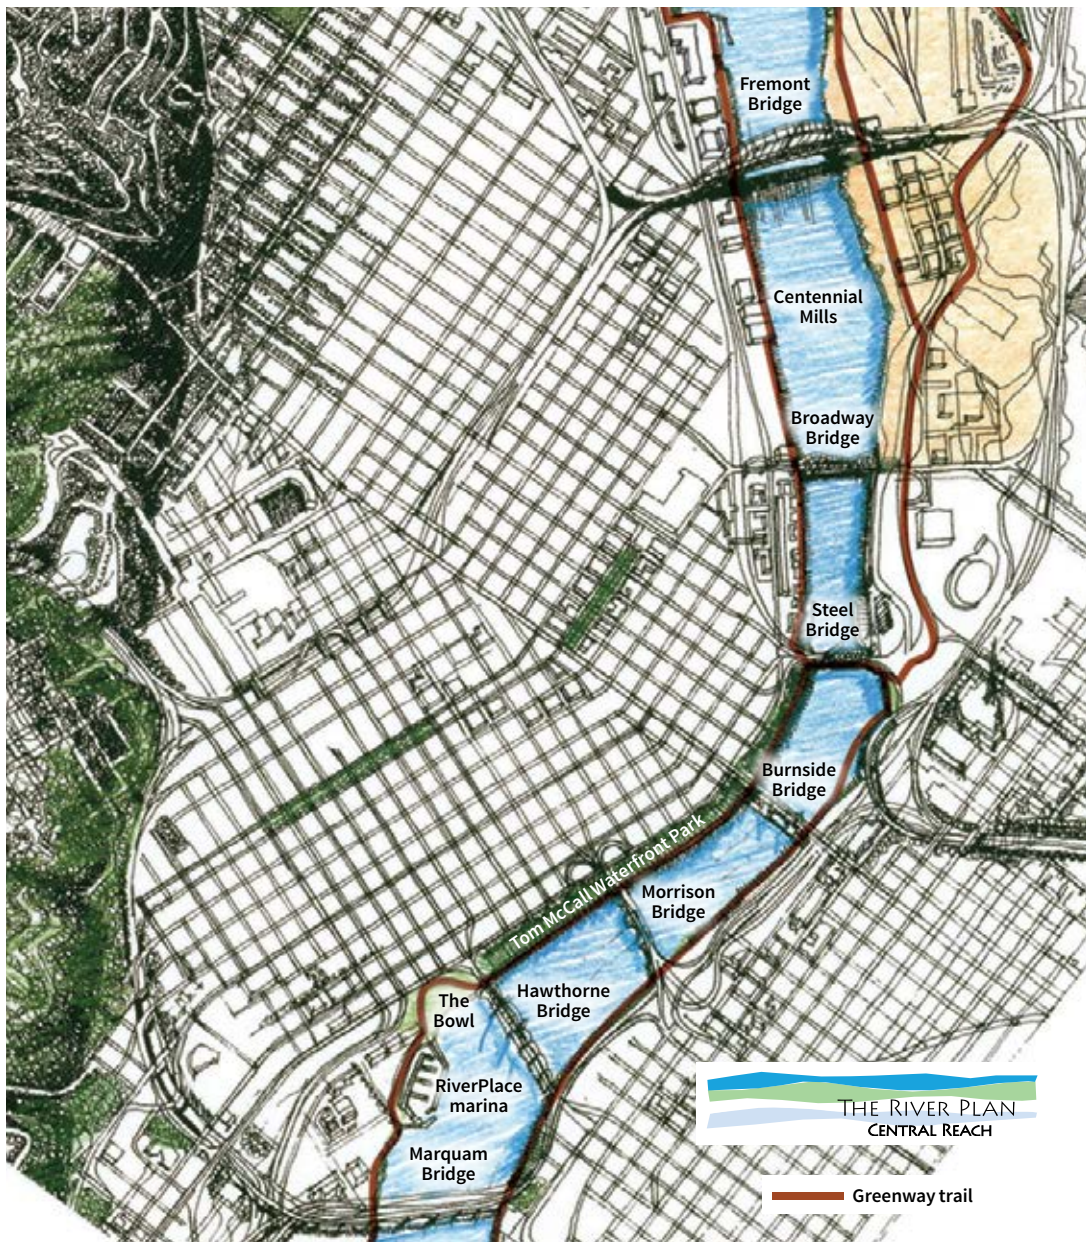 Fremont
Bridge
Centennial
Mills
Broadway
Bridge
Steel
Bridge
Burnside
Bridge
Tom McCall Waterfront Park
Morrison
Bridge
Hawthorne
Bridge
The
Bowl
RiverPlace
marina
Marquam
Bridge
THE RIVER PLAN
CENTRAL REACH
Greenway trail